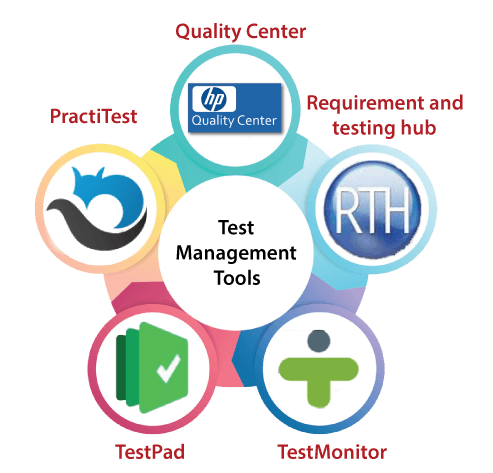 Quality Center
hp
Quality Center
PractiTest
Requirement and
testing hub
RTH
Test
Management
Tools
TestPad
TestMonitor